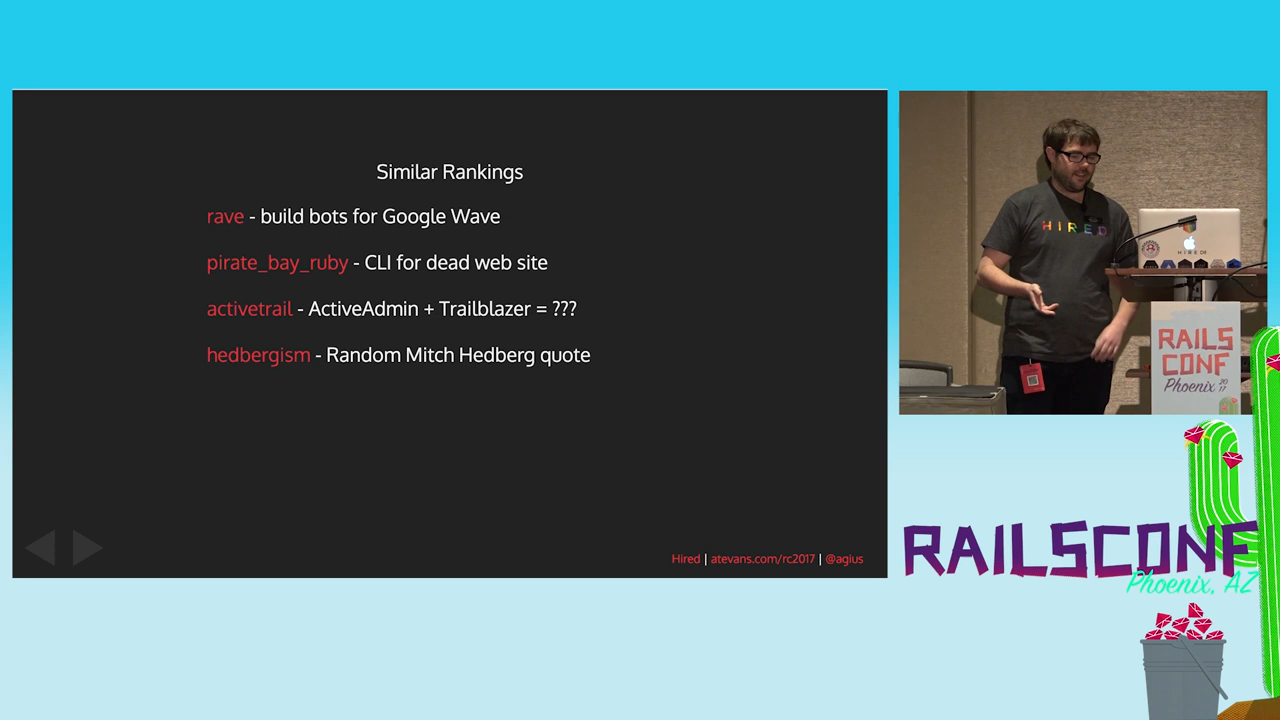 Similar Rankings
rave - build bots for Google Wave
pirate_bay_ruby - CLI for dead web site
activetrail - ActiveAdmin + Trailblazer = ???
hedbergism - Random Mitch Hedberg quote
Hired | atevans.com/rc2017 | @agius
HIRED
HIRED
RAILS
CONF
Phoenix 2017
RAILSCONF
Phoenix, AZ